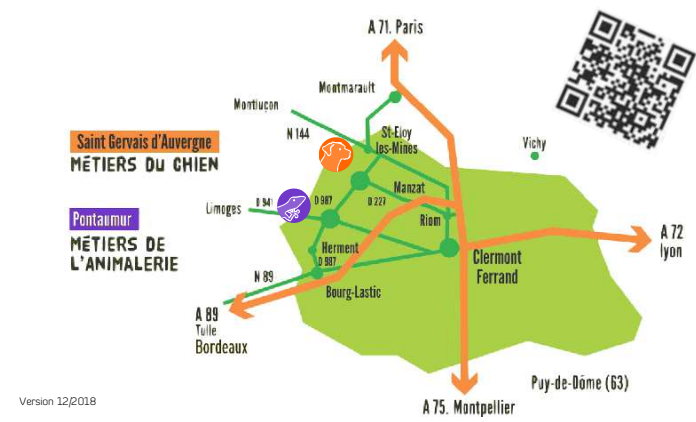 A 71. Paris
Montmarault
Montluçon
N 144
St-Eloy
les-Mines
Saint Gervais d'Auvergne
MÉTIERS DU CHIEN
Vichy
Manzat
D 941
D 987
D 227
Limoges
Riom
Pontaumur
MÉTIERS DE
L'ANIMALERIE
A 72
lyon
Herment
D 987
Clermont
Ferrand
N 89
Bourg-Lastic
A 89
Tulle
Bordeaux
Puy-de-Dôme (63)
Version 12/2018
A 75. Montpellier